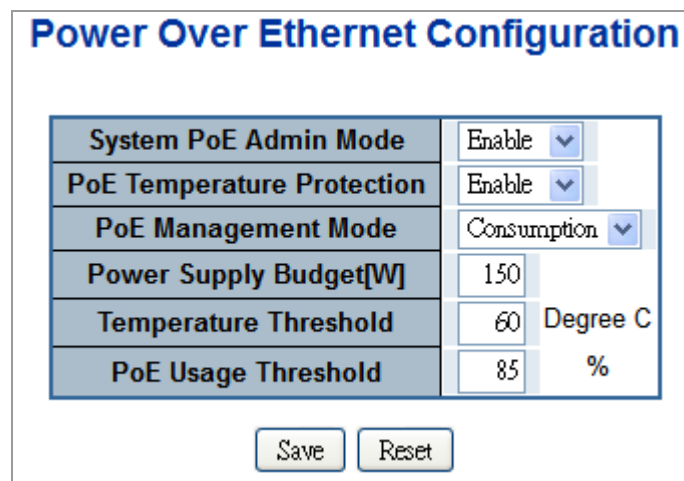 Power Over Ethernet Configuration
System PoE Admin Mode Enable
PoE Temperature Protection Enable
PoE Management Mode Consumption
Power Supply Budget[W] 150
Temperature Threshold 60 Degree C
PoE Usage Threshold 85 %
Save Reset